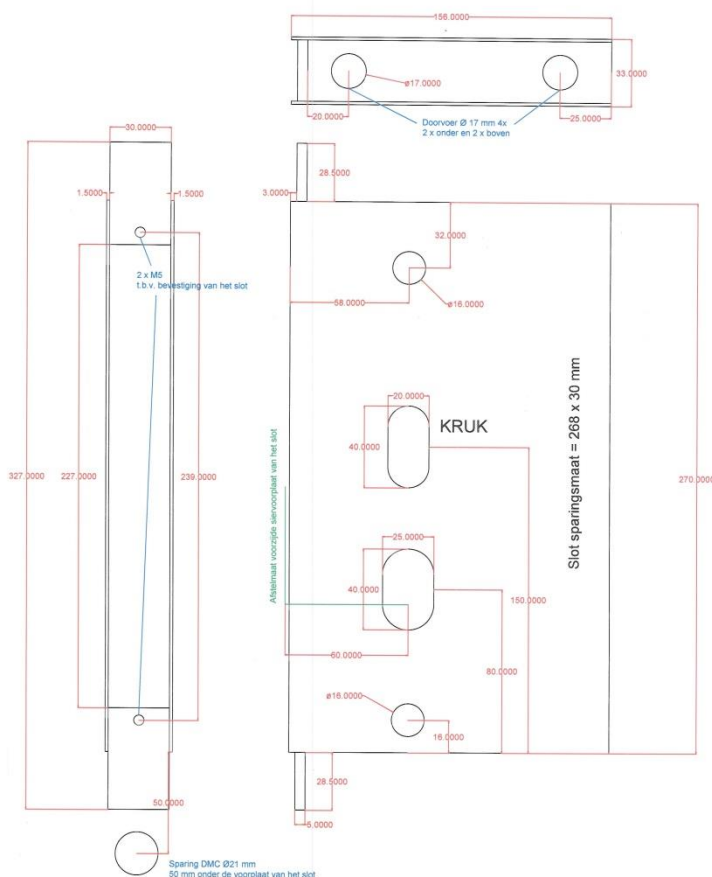 156.0000
33.0000
ø17.0000
20.0000
25.0000
Doorvoer Ø 17 mm 4x
2 x onder en 2 x boven
30.0000
28.5000
1.5000
1.5000
3.0000
32.0000
2 x M5
t.b.v. bevestiging van het slot
58.0000
ø16.0000
20.0000
KRUK
40.0000
Slot sparingsmaat = 268 x 30 mm
Afstelmaat voorzijde siervoorplaat van het slot
327.0000
227.0000
239.0000
270.0000
25.0000
40.0000
150.0000
60.0000
80.0000
ø16.0000
16.0000
28.5000
50.0000
5.0000
Sparing DMC Ø21 mm
50 mm onder de voorplaat van het slot